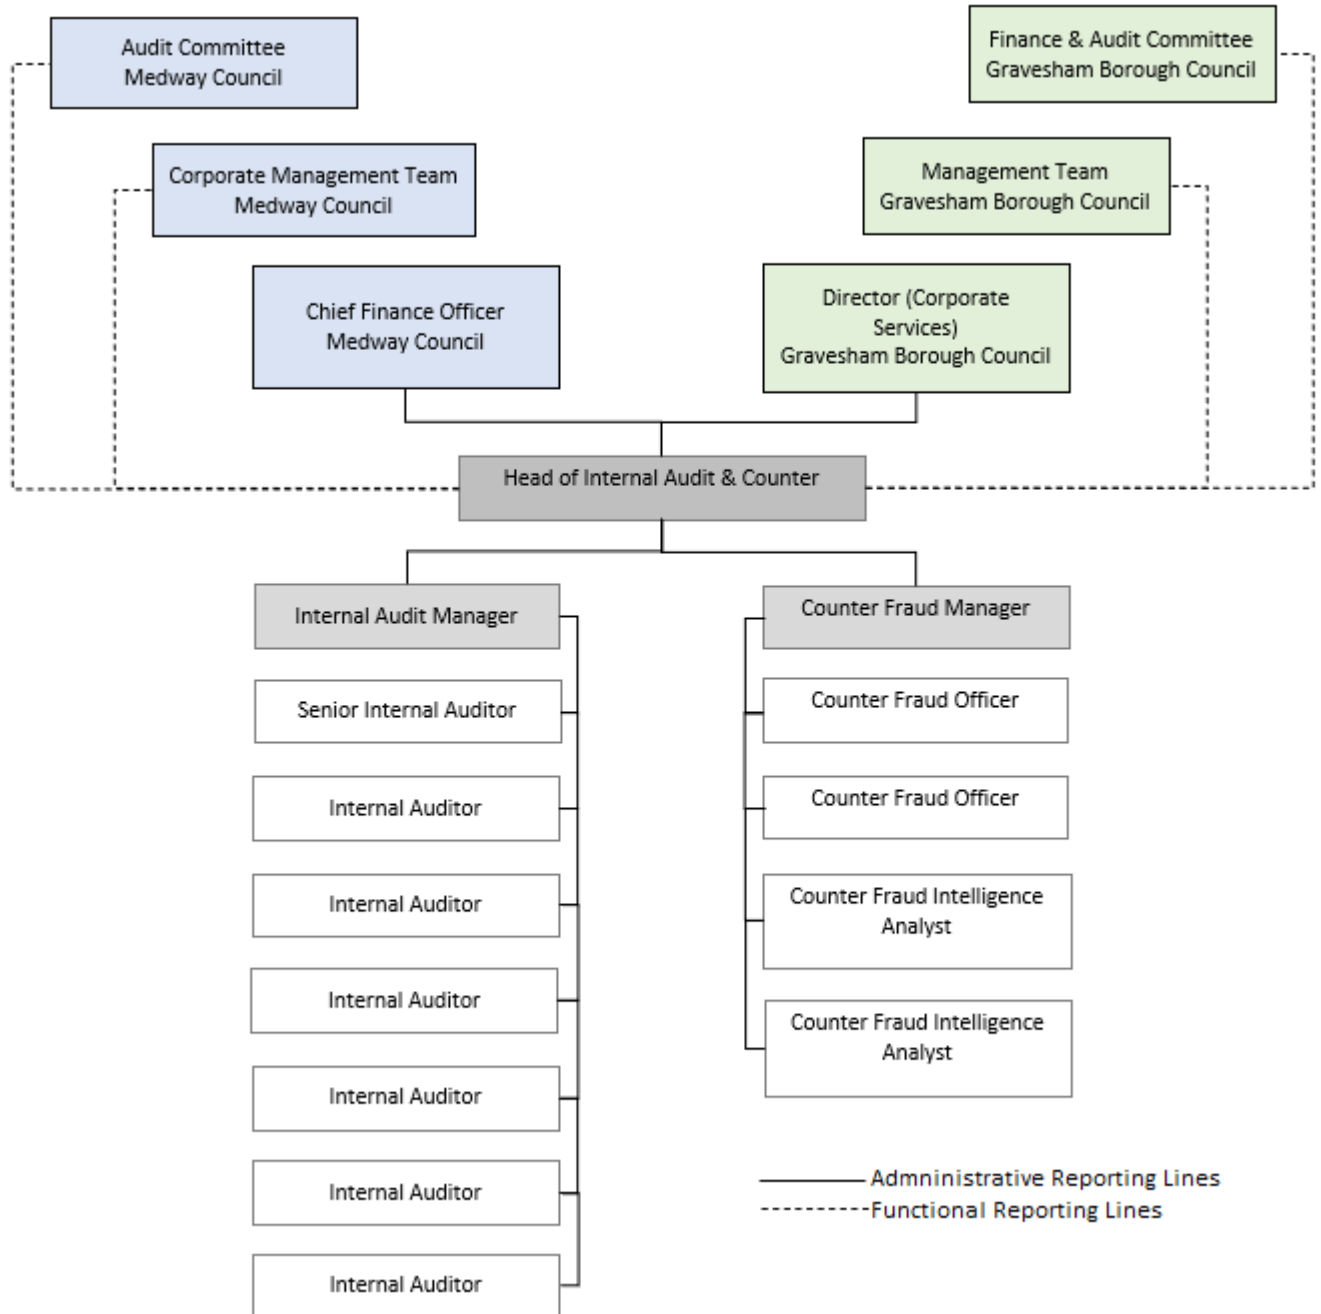 Audit Committee
Medway Council
Finance & Audit Committee
Gravesham Borough Council
Corporate Management Team
Medway Council
Management Team
Gravesham Borough Council
Chief Finance Officer
Medway Council
Director (Corporate
Services)
Gravesham Borough Council
Head of Internal Audit & Counter
Internal Audit Manager
Senior Internal Auditor
Internal Auditor
Internal Auditor
Internal Auditor
Internal Auditor
Internal Auditor
Internal Auditor
Counter Fraud Manager
Counter Fraud Officer
Counter Fraud Officer
Counter Fraud Intelligence
Analyst
Counter Fraud Intelligence
Analyst
Admninistrative Reporting Lines
Functional Reporting Lines